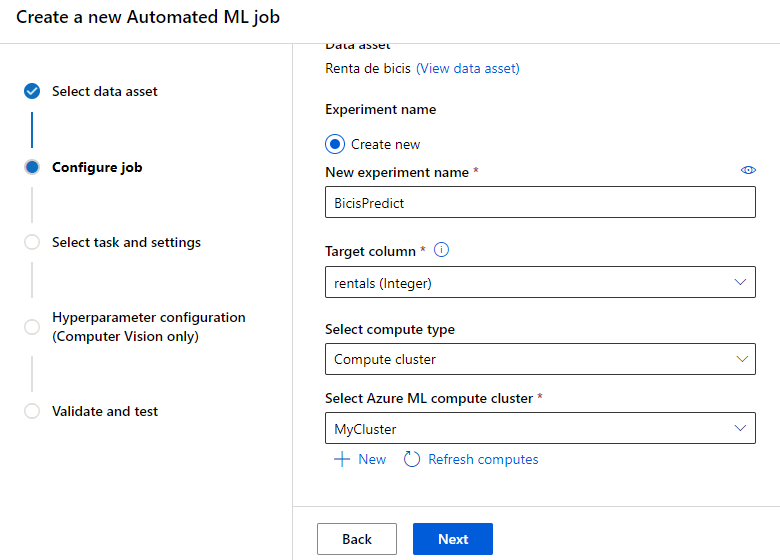 Create a new Automated ML job
Select data asset
Configure job
Select task and settings
Hyperparameter configuration
(Computer Vision only)
Validate and test
Data asset
Renta de bicis (View data asset)
Experiment name
Create new
New experiment name *
BicisPredict
Target column *
rentals (Integer)
Select compute type
Compute cluster
Select Azure ML compute cluster *
MyCluster
New Refresh computes
Back Next